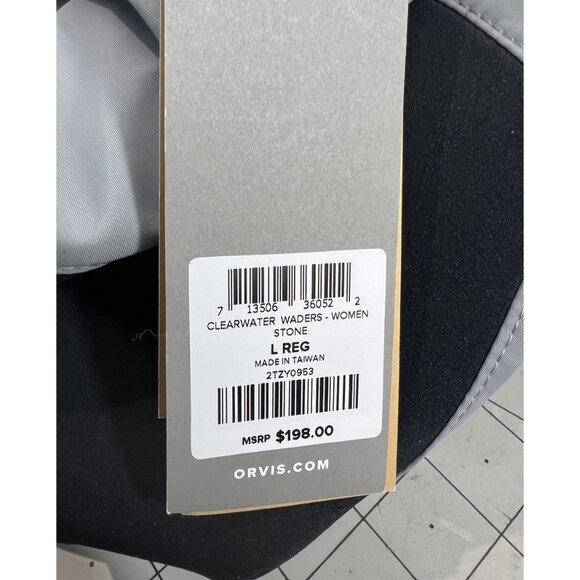 7 13506 36052 2
CLEARWATER WADERS - WOMEN
STONE
L REG
MADE IN TAIWAN
2TZY0953
MSRP $198.00
ORVIS.COM